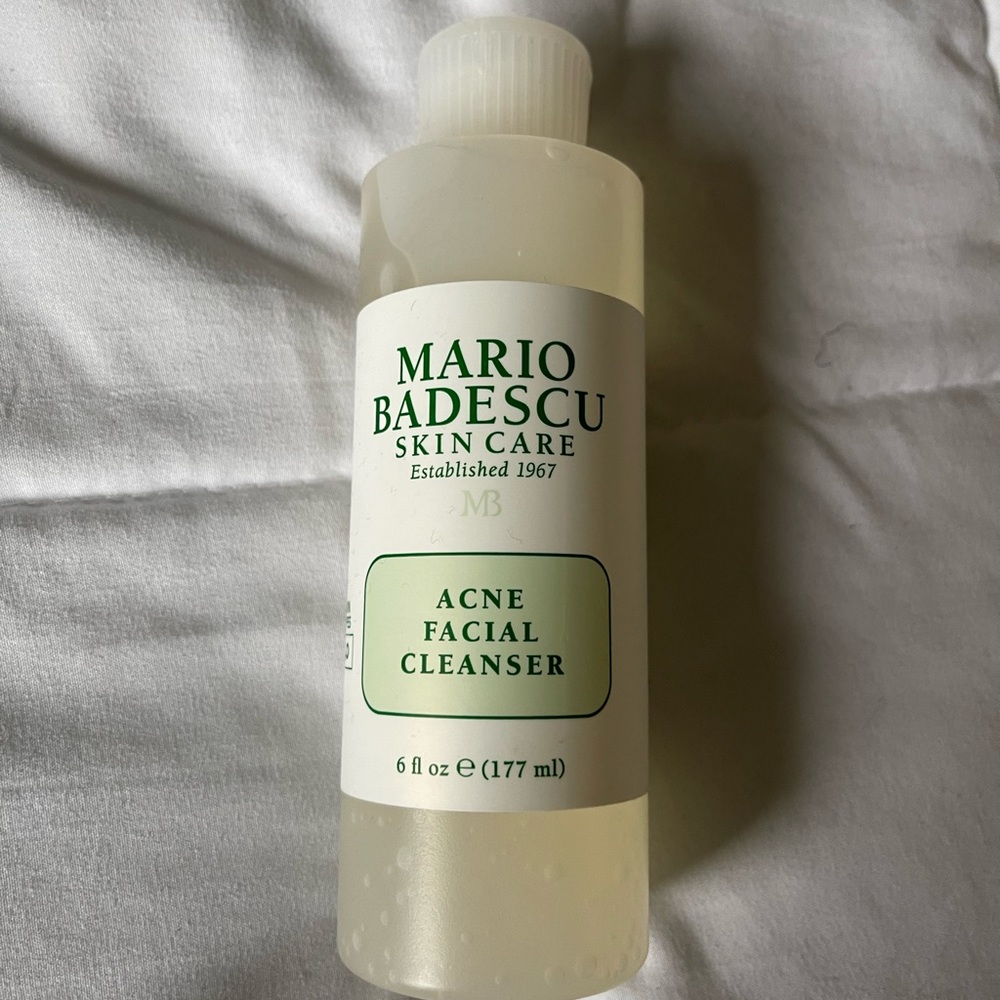 MARIO
BADESCU
SKIN CARE
Established 1967
MB
ACNE
FACIAL
CLEANSER
6 fl oz ℮ (177 ml)